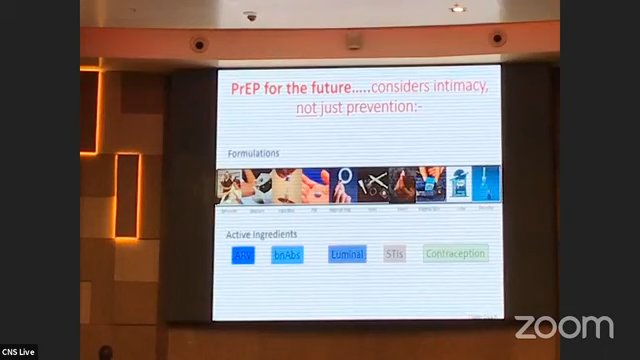 PrEP for the future.....considers intimacy,
not just prevention:-
Formulations
Active Ingredients
ARV bnAbs Luminal STIs Contraception
zoom
CNS Live